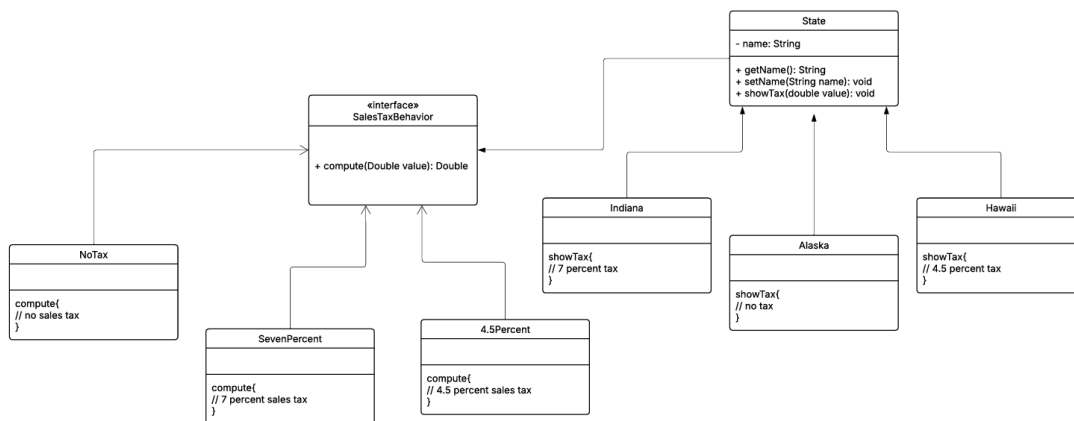 State
- name: String
+ getName(): String
+ setName(String name): void
+ showTax(double value): void
«interface»
SalesTaxBehavior
+ compute(Double value): Double
Indiana
showTax{
// 7 percent tax
}
Alaska
showTax{
// no tax
}
Hawaii
showTax{
// 4.5 percent tax
}
NoTax
compute{
// no sales tax
}
SevenPercent
compute{
// 7 percent sales tax
}
4.5Percent
compute{
// 4.5 percent sales tax
}